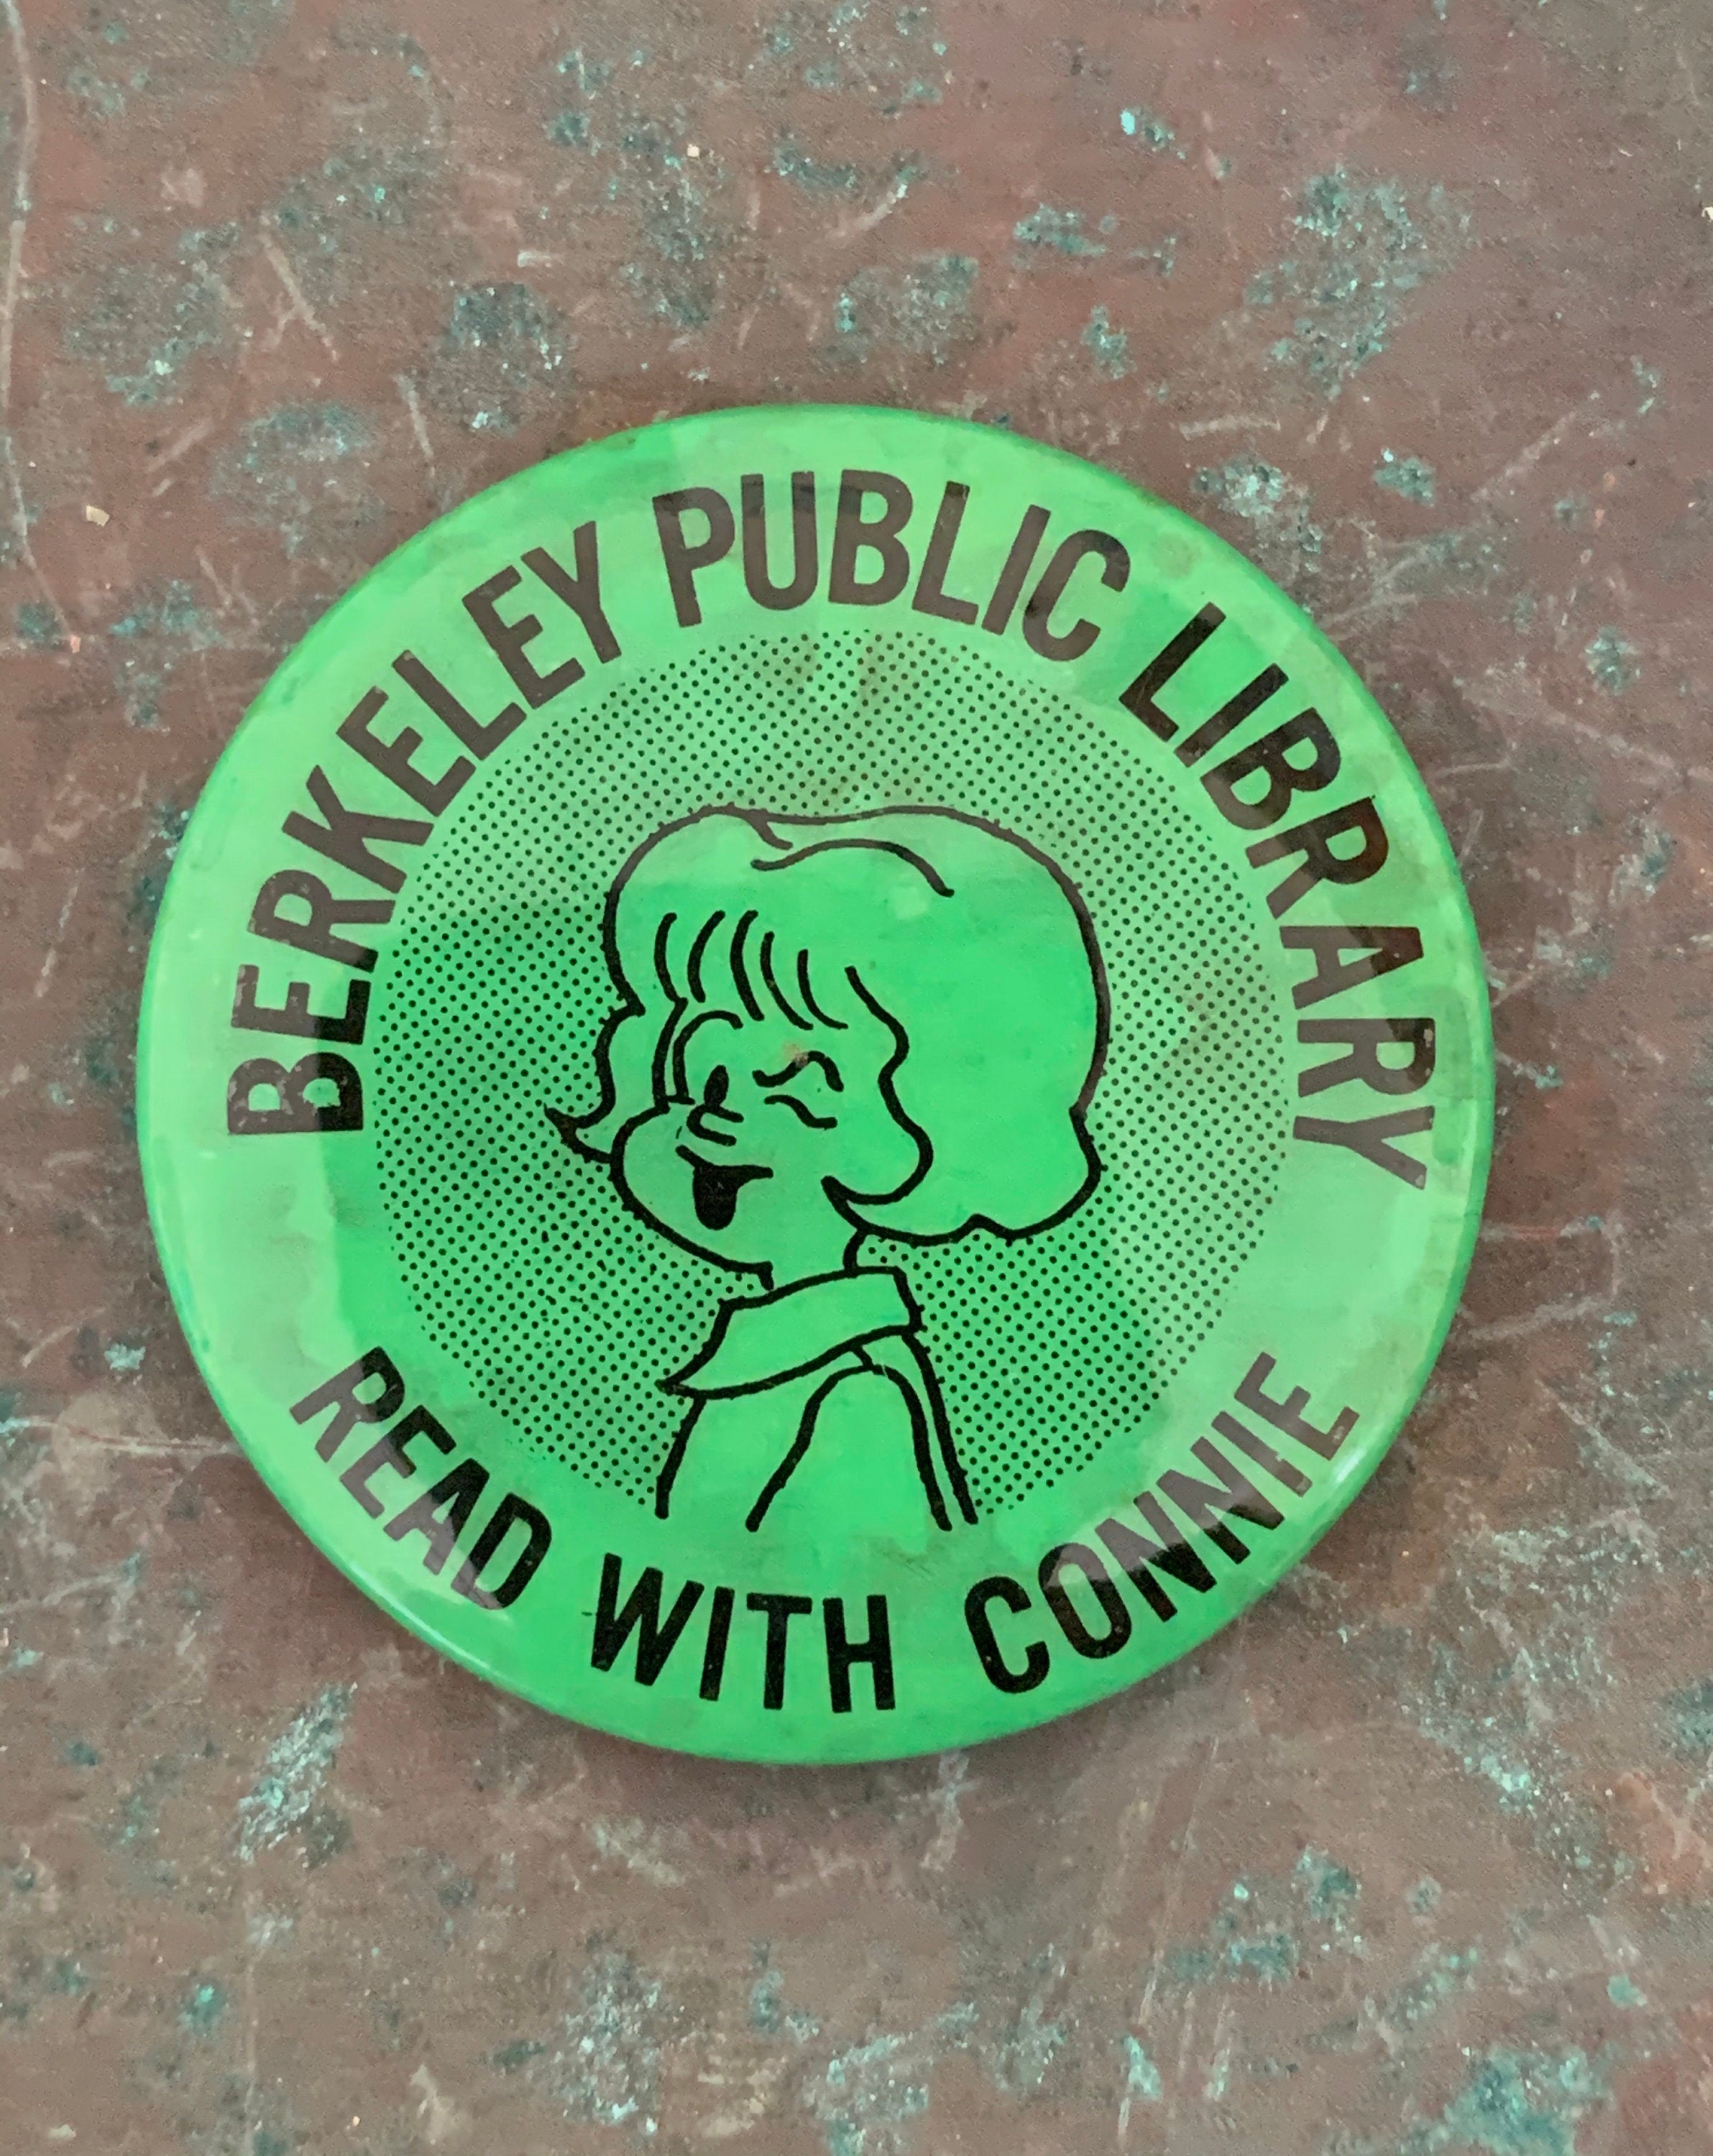 BERKELEY PUBLIC LIBRARY
READ WITH CONNIE